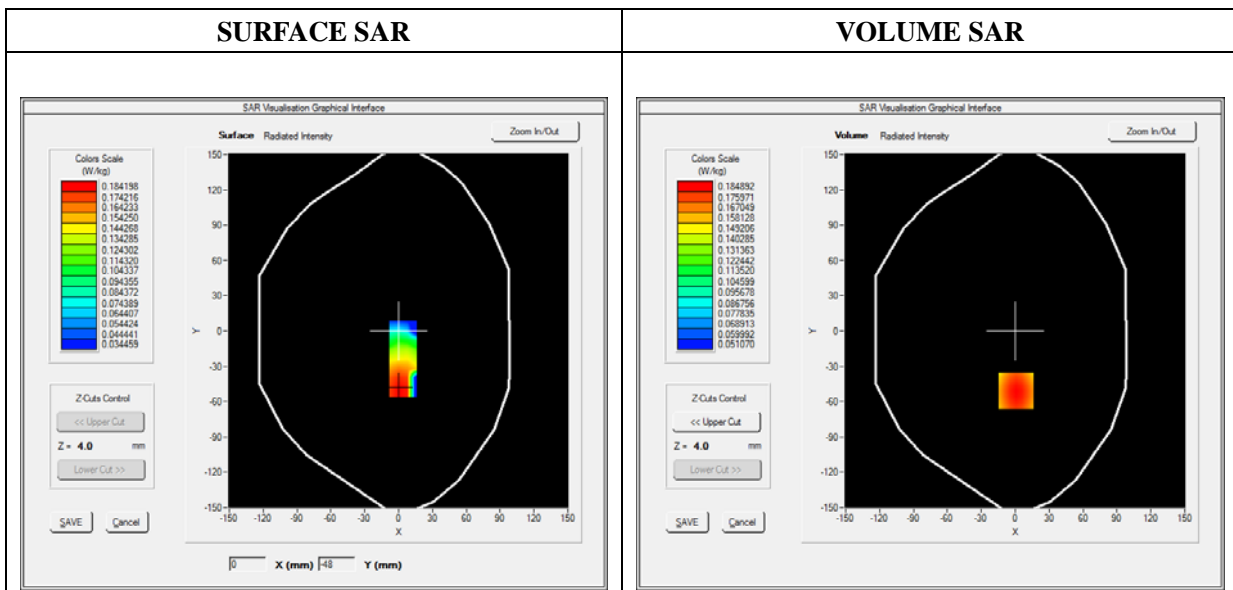 SURFACE SAR
SAR Visualisation Graphical Interface
Surface Radiated Intensity
Zoom In/Out
Colors Scale
(W/kg)
0.184198
0.174216
0.164233
0.154250
0.144268
0.134285
0.124302
0.114320
0.104337
0.094355
0.084372
0.074389
0.064407
0.054424
0.044441
0.034459
150
120
90
60
30
0
-30
-60
-90
-120
-150
Y
-150 -120 -90 -60 -30 0 30 60 90 120 150
X
Z-Cuts Control
<< Upper Cut
Z = 4.0 mm
Lower Cut >>
SAVE Cancel
0 X (mm) -48 Y (mm)
VOLUME SAR
SAR Visualisation Graphical Interface
Volume Radiated Intensity
Zoom In/Out
Colors Scale
(W/kg)
0.184892
0.175971
0.167049
0.158128
0.149206
0.140285
0.131363
0.122442
0.113520
0.104599
0.095678
0.086756
0.077835
0.068913
0.059992
0.051070
150
120
90
60
30
0
-30
-60
-90
-120
-150
Y
-150 -120 -90 -60 -30 0 30 60 90 120 150
X
Z-Cuts Control
<< Upper Cut
Z = 4.0 mm
Lower Cut >>
SAVE Cancel